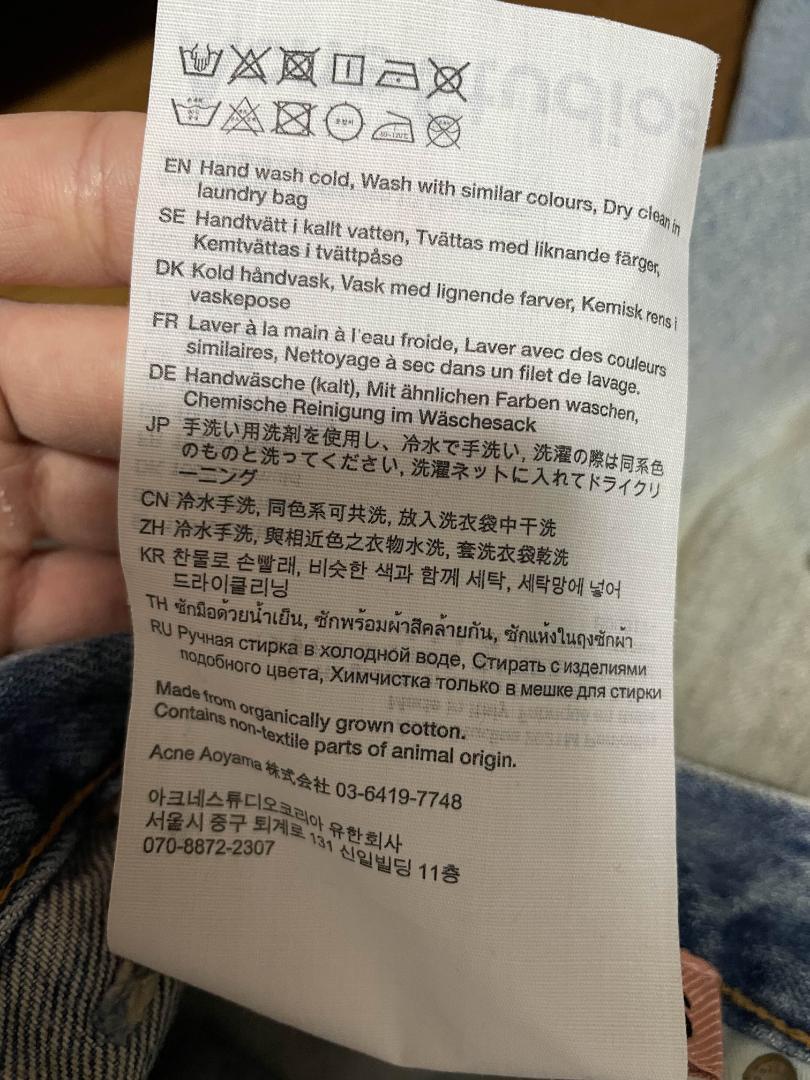 EN Hand wash cold, Wash with similar colours, Dry clean in
laundry bag
SE Handtvätt i kallt vatten, Tvättas med liknande färger,
Kemtvättas i tvättpåse
DK Kold håndvask, Vask med lignende farver, Kemisk rens i
vaskepose
FR Laver à la main à l'eau froide, Laver avec des couleurs
similaires, Nettoyage à sec dans un filet de lavage.
DE Handwäsche (kalt), Mit ähnlichen Farben waschen,
Chemische Reinigung im Wäschesack
JP 手洗い用洗剤を使用し、冷水で手洗い, 洗濯の際は同系色
のものと洗ってください, 洗濯ネットに入れてドライクリ
ーニング
CN 冷水手洗, 同色系可共洗, 放入洗衣袋中干洗
ZH 冷水手洗, 與相近色之衣物水洗, 套洗衣袋乾洗
KR 찬물로 손빨래, 비슷한 색과 함께 세탁, 세탁망에 넣어
드라이클리닝
TH ซักมือด้วยน้ำเย็น, ซักพร้อมผ้าสีคล้ายกัน, ซักแห้งในถุงซักผ้า
RU Ручная стирка в холодной воде, Стирать с изделиями
подобного цвета, Химчистка только в мешке для стирки
Made from organically grown cotton.
Contains non-textile parts of animal origin.
Acne Aoyama 株式会社 03-6419-7748
아크네스튜디오코리아 유한회사
서울시 중구 퇴계로 131 신일빌딩 11층
070-8872-2307